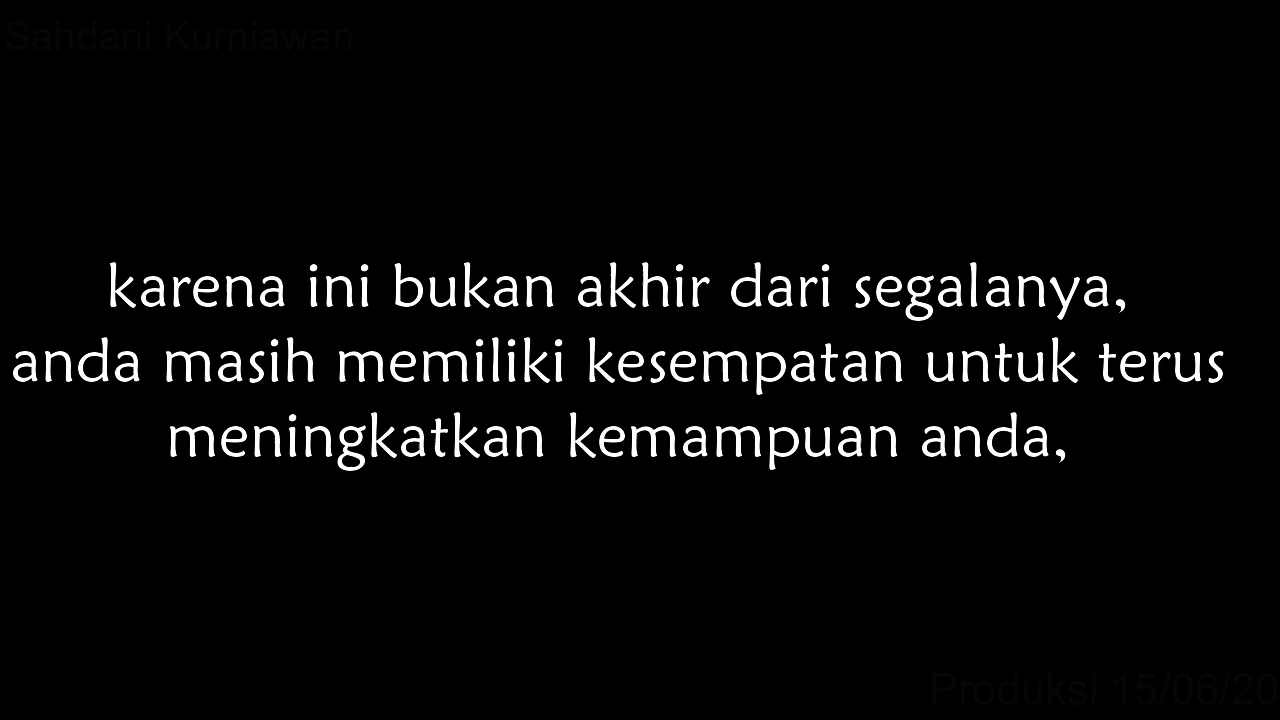 Sahdani Kurniawan
karena ini bukan akhir dari segalanya,
anda masih memiliki kesempatan untuk terus
meningkatkan kemampuan anda,
Produksi 15/06/20